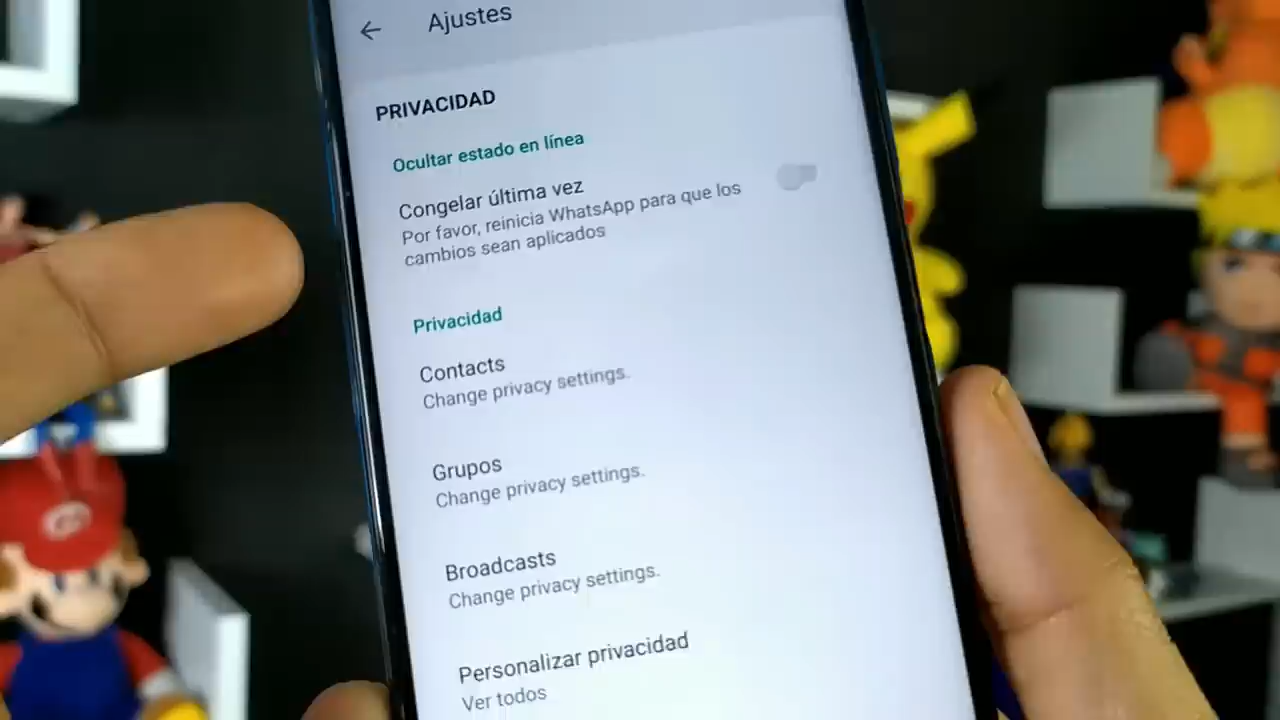 Ajustes
PRIVACIDAD
Ocultar estado en línea
Congelar última vez
Por favor, reinicia WhatsApp para que los
cambios sean aplicados
Privacidad
Contacts
Change privacy settings.
Grupos
Change privacy settings.
Broadcasts
Change privacy settings.
Personalizar privacidad
Ver todos